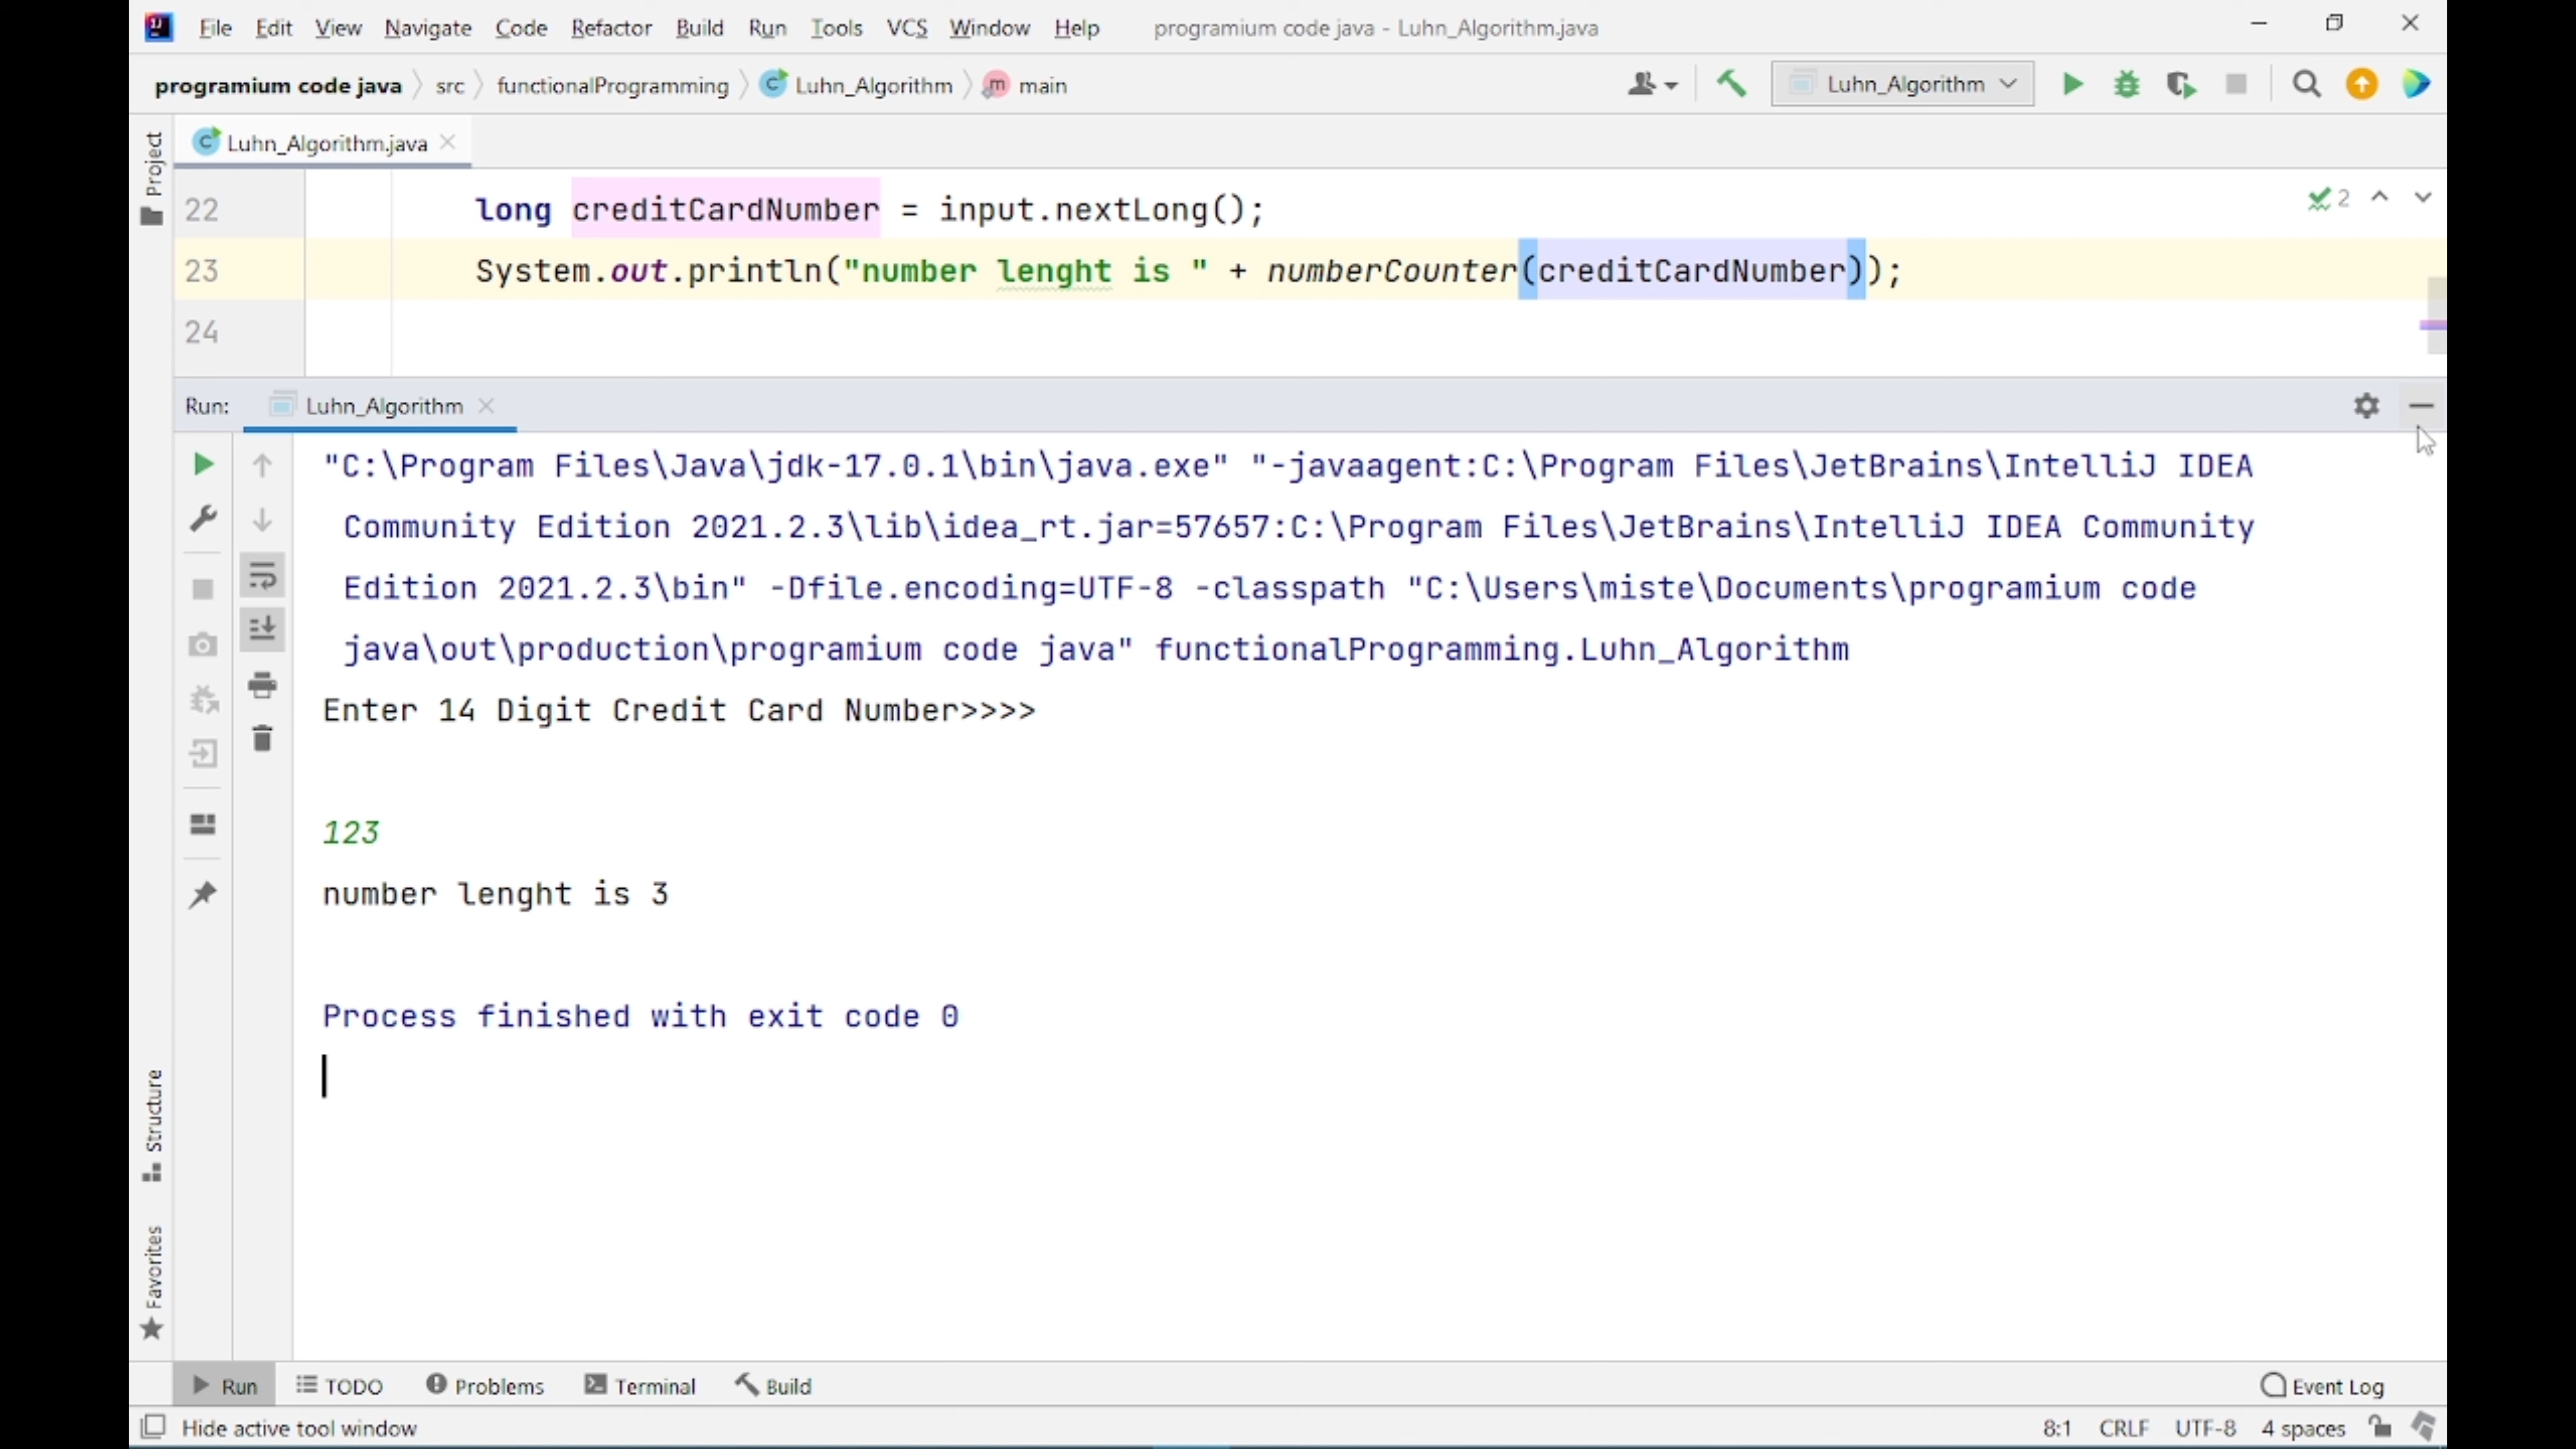 File Edit View Navigate Code Refactor Build Run Tools VCS Window Help programium code java - Luhn_Algorithm.java
programium code java src functionalProgramming Luhn_Algorithm main Luhn_Algorithm
Project
Luhn_Algorithm.java
22 long creditCardNumber = input.nextLong(); 2
23 System.out.println("number lenght is " + numberCounter(creditCardNumber));
24
Run: Luhn_Algorithm
"C:\Program Files\Java\jdk-17.0.1\bin\java.exe" "-javaagent:C:\Program Files\JetBrains\IntelliJ IDEA
Community Edition 2021.2.3\lib\idea_rt.jar=57657:C:\Program Files\JetBrains\IntelliJ IDEA Community
Edition 2021.2.3\bin" -Dfile.encoding=UTF-8 -classpath "C:\Users\miste\Documents\programium code
java\out\production\programium code java" functionalProgramming.Luhn_Algorithm
Enter 14 Digit Credit Card Number>>>>
123
number lenght is 3
Process finished with exit code 0
Structure
Favorites
Run TODO Problems Terminal Build Event Log
Hide active tool window 8:1 CRLF UTF-8 4 spaces